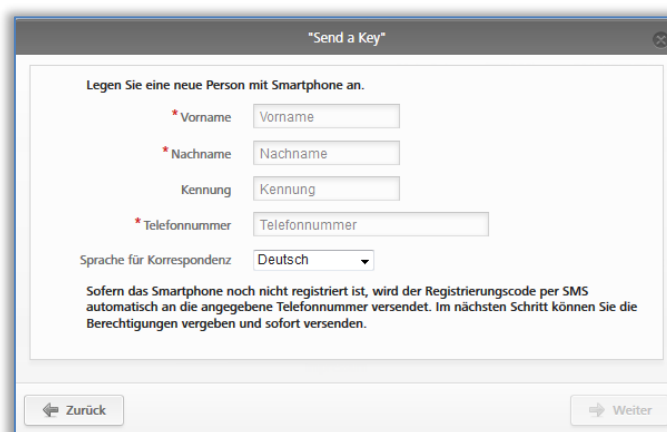 "Send a Key"
Legen Sie eine neue Person mit Smartphone an.
* Vorname Vorname
* Nachname Nachname
Kennung Kennung
* Telefonnummer Telefonnummer
Sprache für Korrespondenz Deutsch
Sofern das Smartphone noch nicht registriert ist, wird der Registrierungscode per SMS
automatisch an die angegebene Telefonnummer versendet. Im nächsten Schritt können Sie die
Berechtigungen vergeben und sofort versenden.
Zurück Weiter